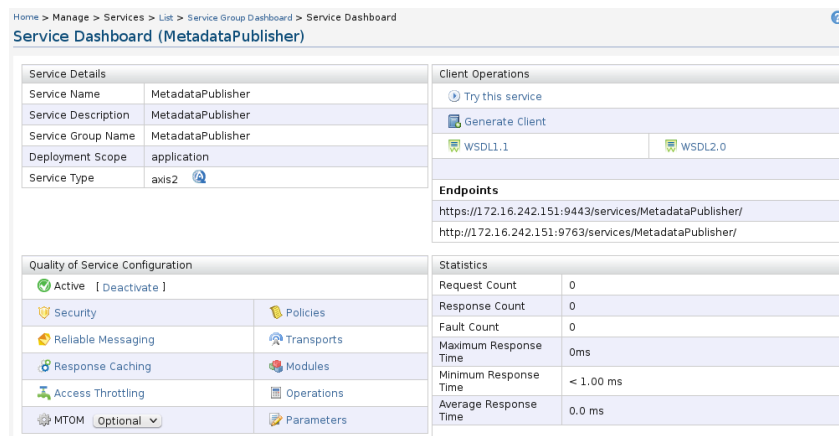 Home > Manage > Services > List > Service Group Dashboard > Service Dashboard
Service Dashboard (MetadataPublisher)
Service Details
Service Name MetadataPublisher
Service Description MetadataPublisher
Service Group Name MetadataPublisher
Deployment Scope application
Service Type axis2
Client Operations
Try this service
Generate Client
WSDL1.1 WSDL2.0
Endpoints
https://172.16.242.151:9443/services/MetadataPublisher/
http://172.16.242.151:9763/services/MetadataPublisher/
Quality of Service Configuration
Active [ Deactivate ]
Security Policies
Reliable Messaging Transports
Response Caching Modules
Access Throttling Operations
MTOM Optional Parameters
Statistics
Request Count 0
Response Count 0
Fault Count 0
Maximum Response
Time 0ms
Minimum Response
Time < 1.00 ms
Average Response
Time 0.0 ms